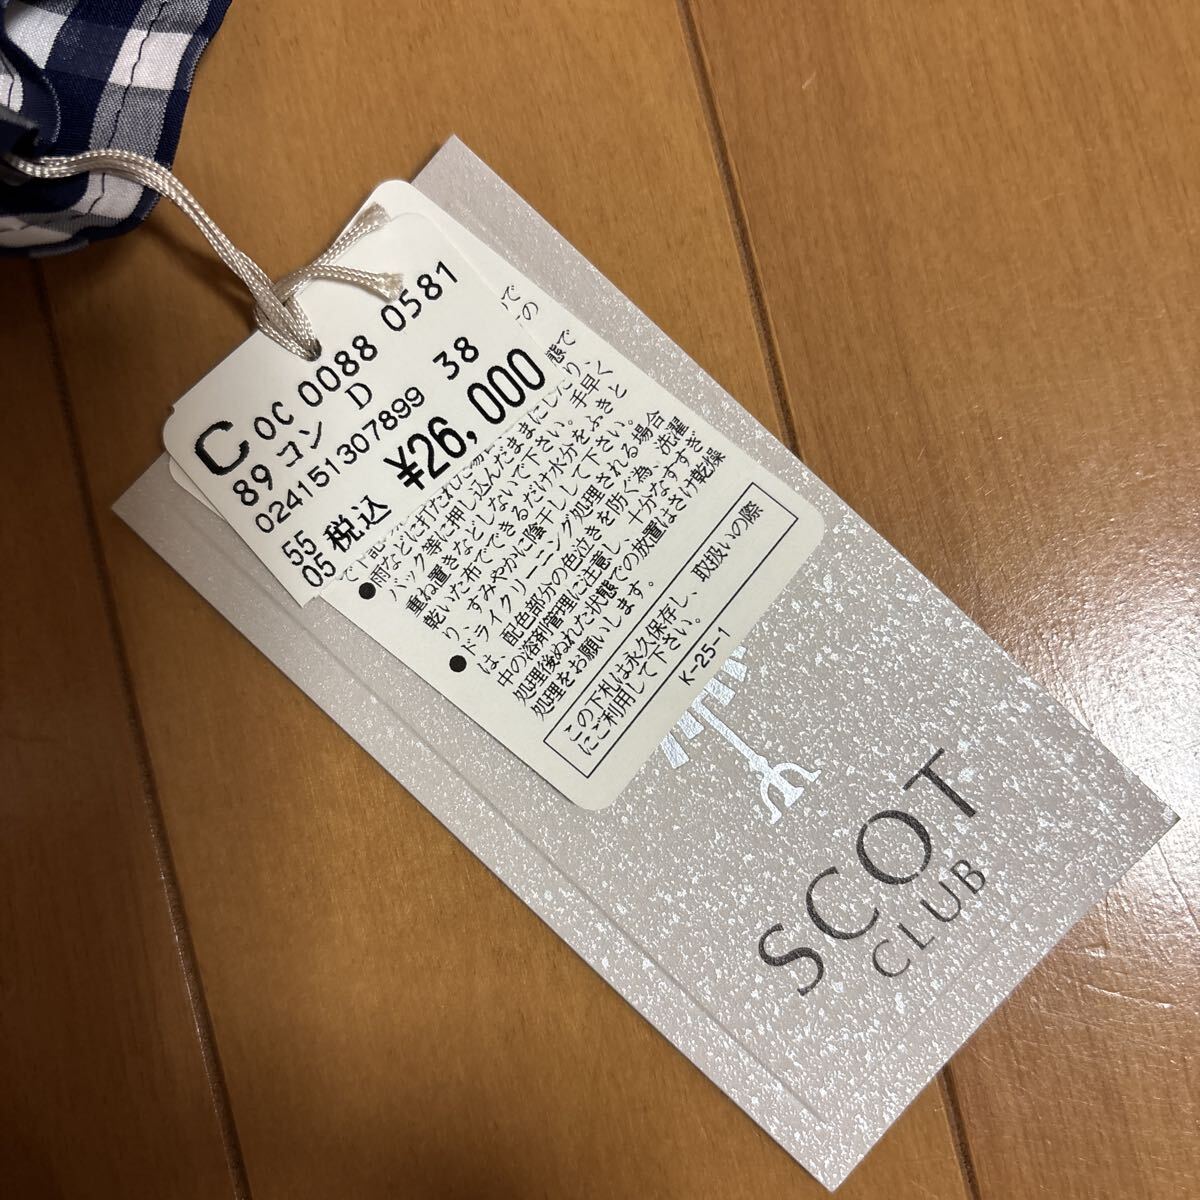 C 0C 0088 0581
89 コン D
02415130789９ 38
55
05 税込 ¥26,000
で
の
態で
●雨などに打たれたり
バック等に押し込んだままにしたり、
重ね置きなどしないで下さい。手早く
乾いた布でできるだけ水分をふきと
り、すみやかに陰干しして下さい。
●ドライクリーニング処理される場合
は、配色部分の色泣きを防ぐ為、洗濯
中の溶剤管理に注意し、十分なすすぎ
処理後ぬれた状態での放置はさけ乾燥
処理をお願いします。
この下札は永久保存し、取扱いの際
にご利用して下さい。
K-25-1
SCOT
CLUB